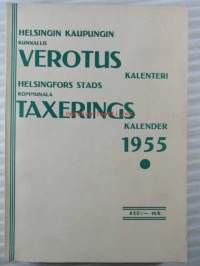 HELSINGIN KAUPUNGIN
KUNNALLIS
VEROTUS
KALENTERI
HELSINGFORS STADS
KOMMUNALA
TAXERINGS
KALENDER
1955